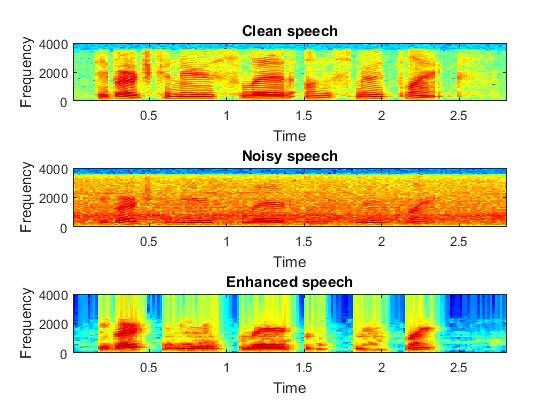 Clean speech
Frequency
4000
2000
0
0.5 1 1.5 2 2.5
Time
Noisy speech
Frequency
4000
2000
0
0.5 1 1.5 2 2.5
Time
Enhanced speech
Frequency
4000
2000
0
0.5 1 1.5 2 2.5
Time